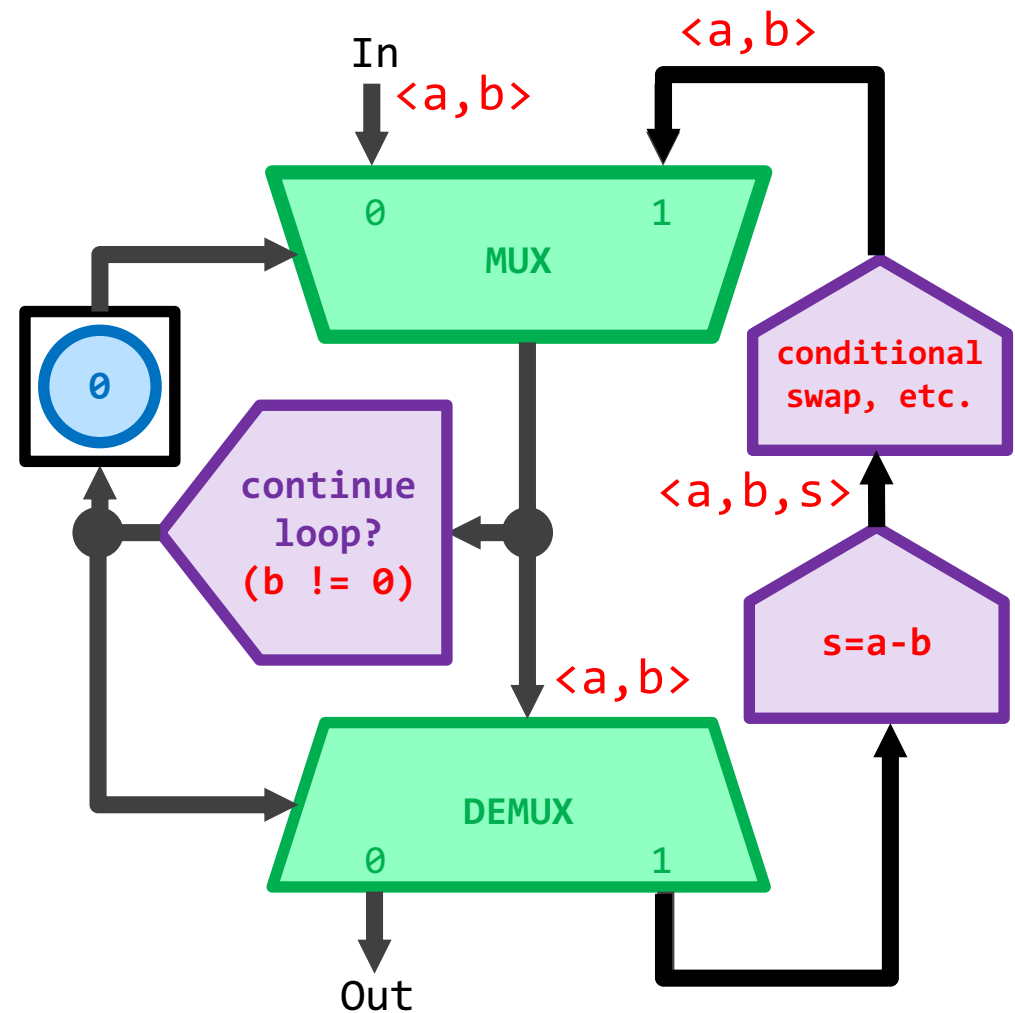 <a,b>
In
<a,b>
0 1
MUX
conditional
swap, etc.
0
continue
loop?
(b != 0)
<a,b,s>
s=a-b
<a,b>
DEMUX
0 1
Out